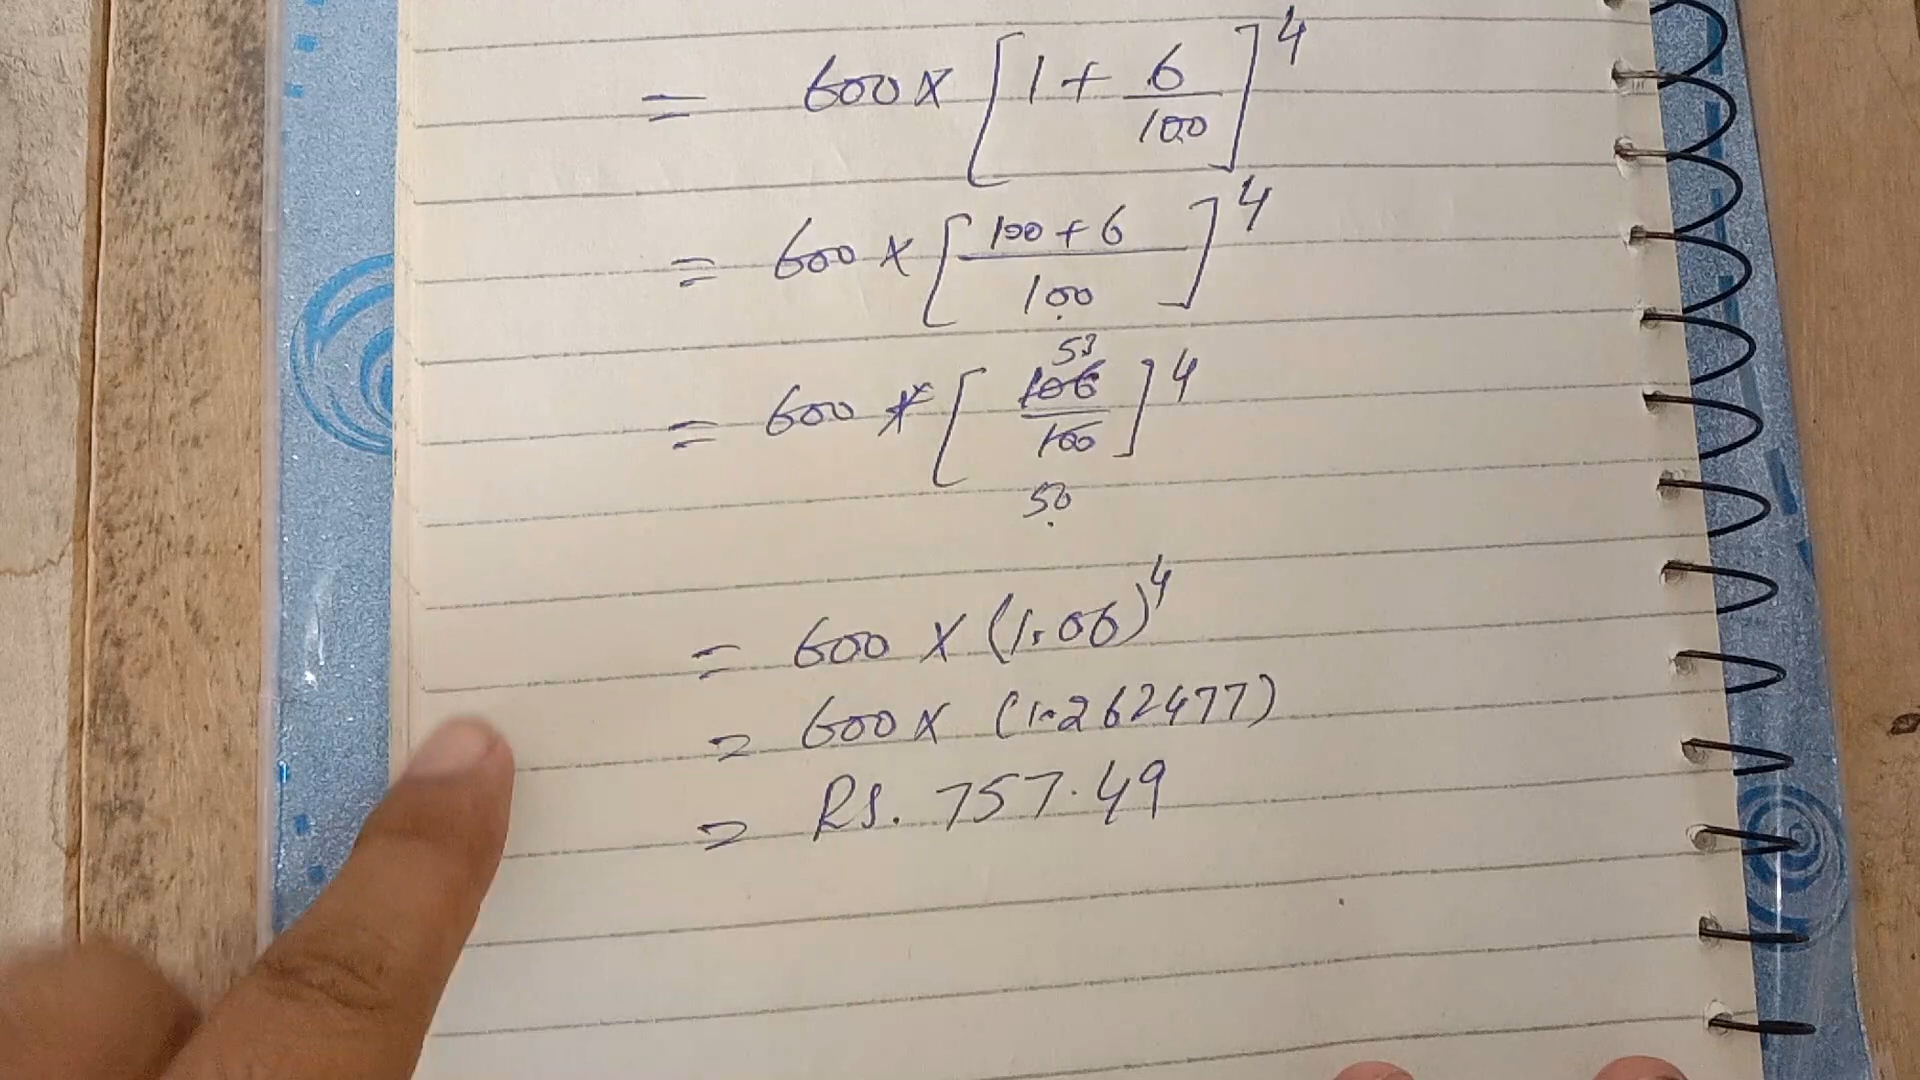 = 600 × [1 + 6/100]^4
= 600 × [100 + 6/100]^4
53
= 600 × [106/100]^4
50
= 600 × (1.06)^4
= 600 × (1.262477)
= Rs. 757.49